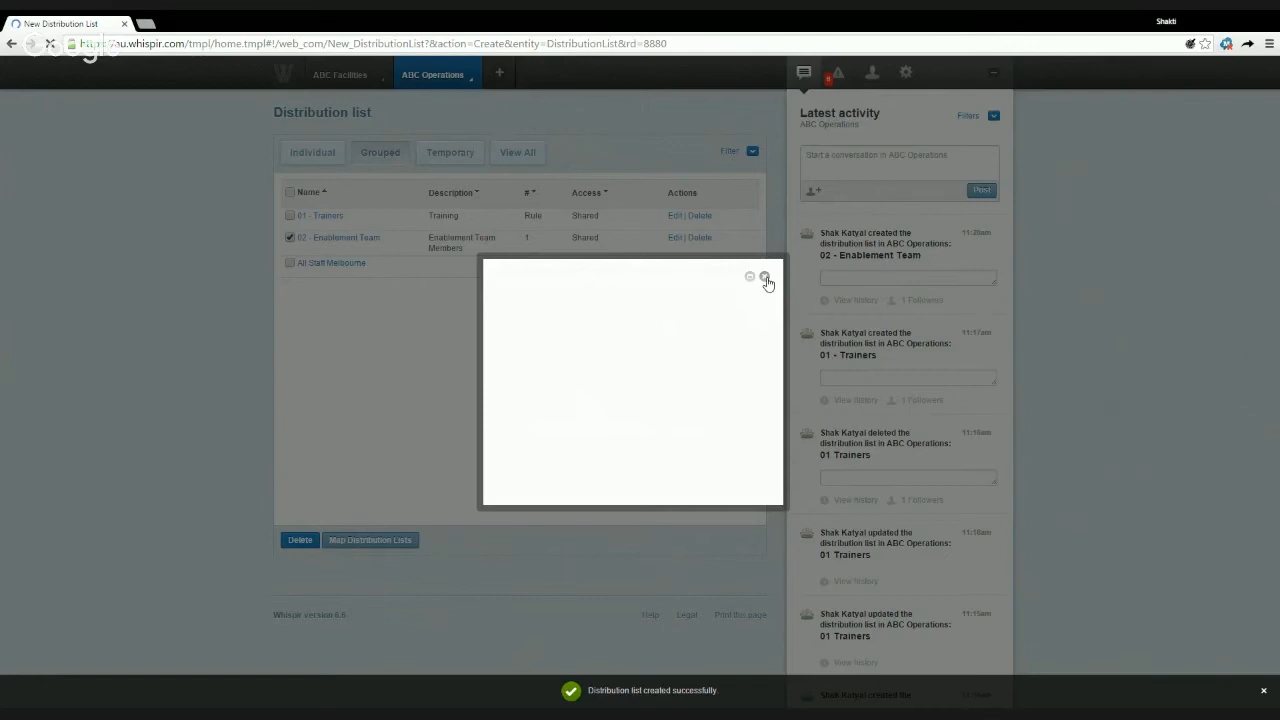 New Distribution List
Shakti
au.whispir.com/tmpl/home.tmpl#!/web_com/New_DistributionList?&action=Create&entity=DistributionList&rd=8880
ABC Facilities
ABC Operations
+
Distribution list
Individual
Grouped
Temporary
View All
Filter
Name
Description
#
Access
Actions
01 - Trainers
Training
Rule
Shared
Edit | Delete
02 - Enablement Team
Enablement Team
Members
1
Shared
Edit | Delete
All Staff Melbourne
Delete
Map Distribution Lists
Whispir version 6.6
Help
Legal
Print this page
Latest activity
ABC Operations
Filters
Start a conversation in ABC Operations
Post
Shak Katyal created the
distribution list in ABC Operations:
02 - Enablement Team
11:20am
View history
1 Followers
Shak Katyal created the
distribution list in ABC Operations:
01 - Trainers
11:17am
View history
1 Followers
Shak Katyal deleted the
distribution list in ABC Operations:
01 Trainers
View history
1 Followers
Shak Katyal updated the
distribution list in ABC Operations:
01 Trainers
View history
Shak Katyal updated the
distribution list in ABC Operations:
01 Trainers
11:15am
View history
Shak Katyal created the
Distribution list created successfully.